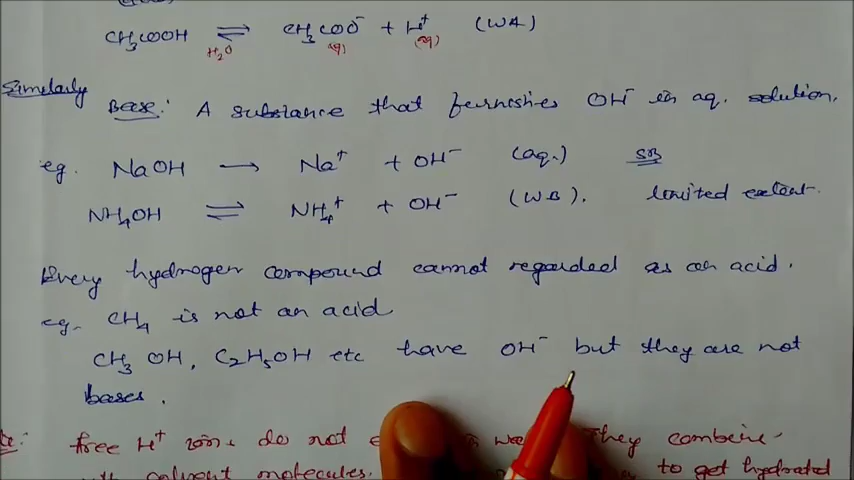 CH₃COOH ⇌ CH₃COO⁻ + H⁺ (WA)
H₂O (aq) (aq)
Similarly
Base: A substance that furnishes OH⁻ in aq. solution.
eg. NaOH ⟶ Na⁺ + OH⁻ (aq.) SB
NH₄OH ⇌ NH₄⁺ + OH⁻ (WB). limited extent.
Every hydrogen compound cannot regarded as an acid.
eg. CH₄ is not an acid
CH₃OH, C₂H₅OH etc have OH⁻ but they are not
bases.
free H⁺ ions do not They combine
solvent molecules. to get hydrated